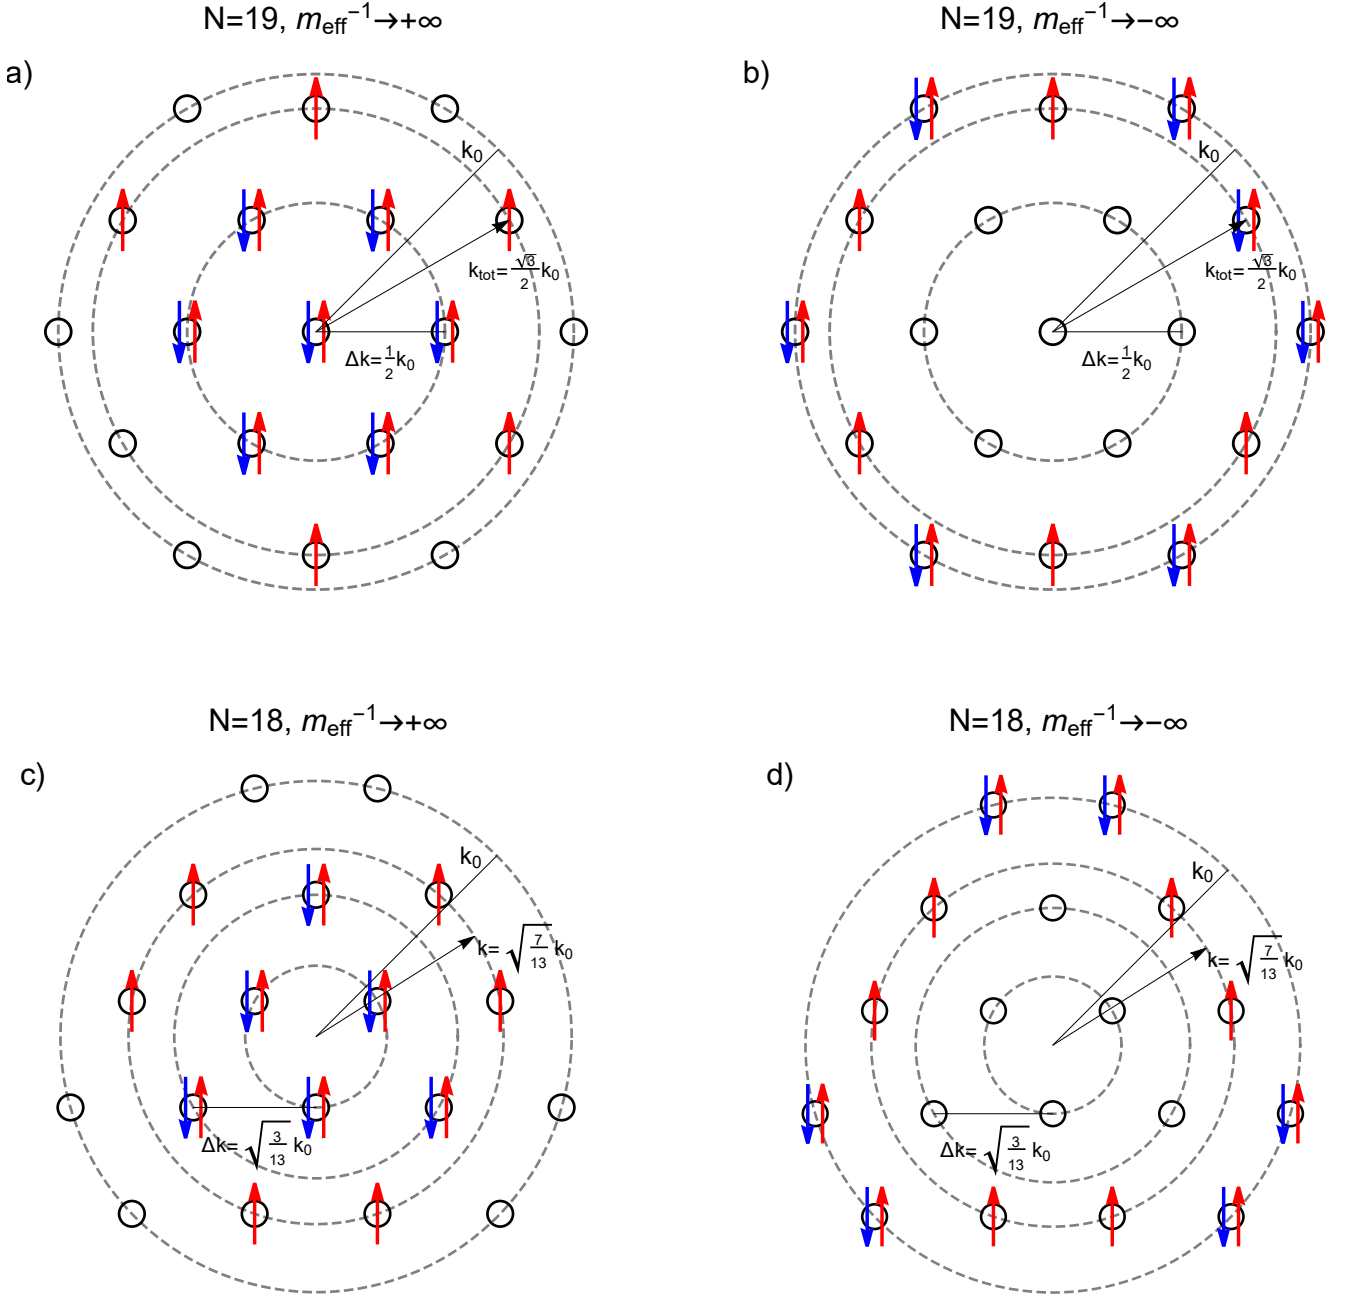 N=19, m_eff⁻¹→+∞
N=19, m_eff⁻¹→−∞
a)
b)
k₀
k_tot=√3/2 k₀
Δk=1/2 k₀
k₀
k_tot=√3/2 k₀
Δk=1/2 k₀
N=18, m_eff⁻¹→+∞
N=18, m_eff⁻¹→−∞
c)
d)
k₀
k=√(7/13) k₀
Δk=√(3/13) k₀
k₀
k=√(7/13) k₀
Δk=√(3/13) k₀